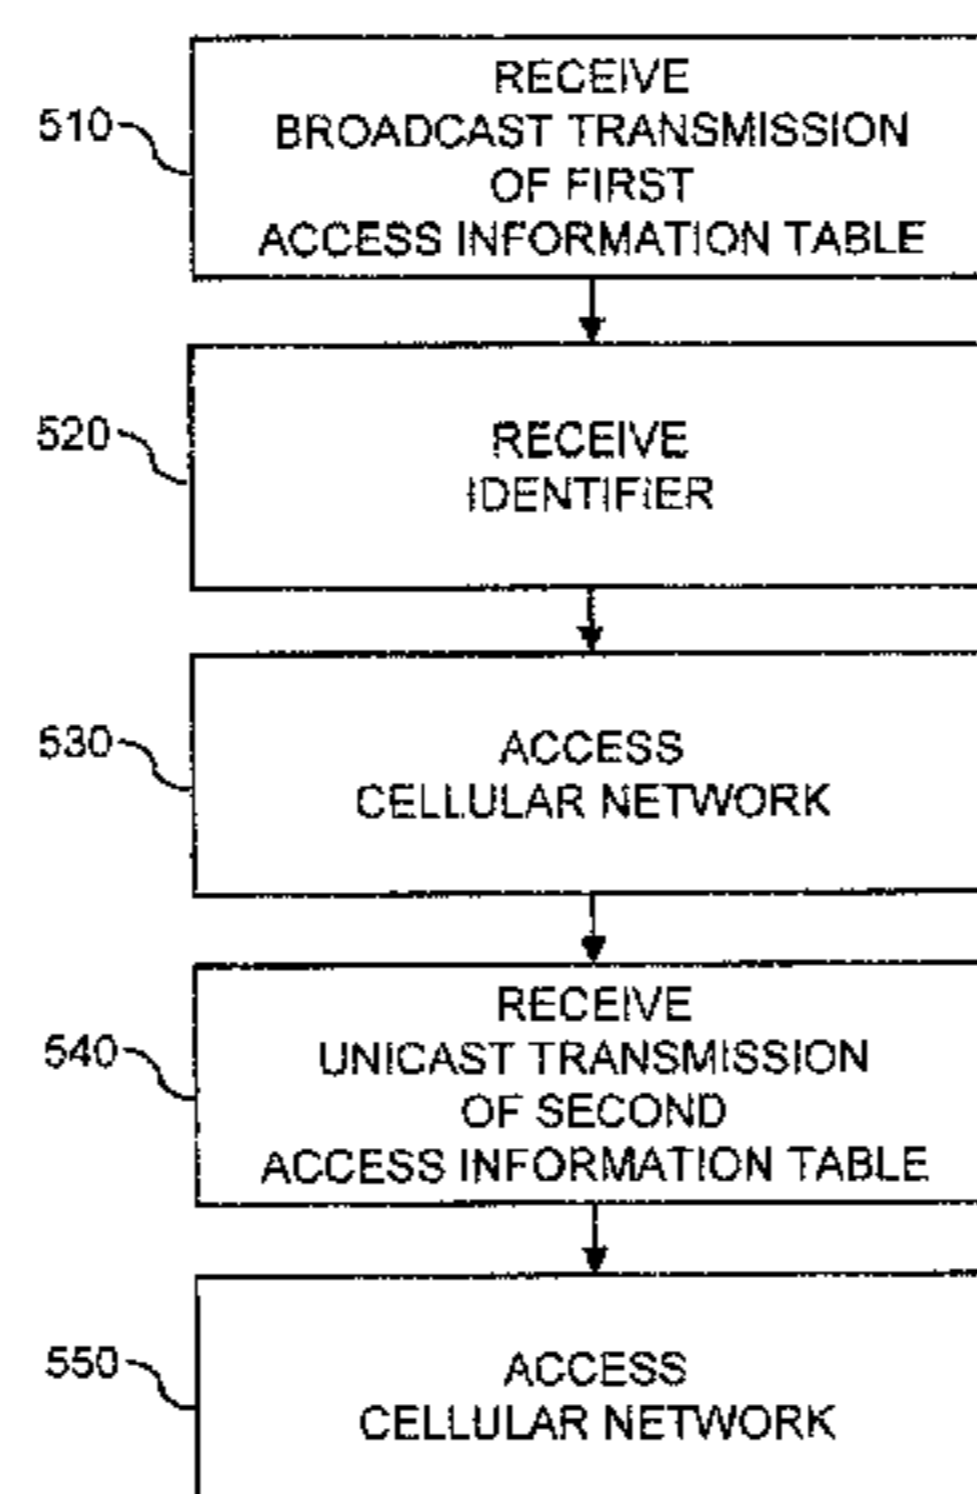 510
RECEIVE
BROADCAST TRANSMISSION
OF FIRST
ACCESS INFORMATION TABLE
520
RECEIVE
IDENTIFIER
530
ACCESS
CELLULAR NETWORK
540
RECEIVE
UNICAST TRANSMISSION
OF SECOND
ACCESS INFORMATION TABLE
550
ACCESS
CELLULAR NETWORK